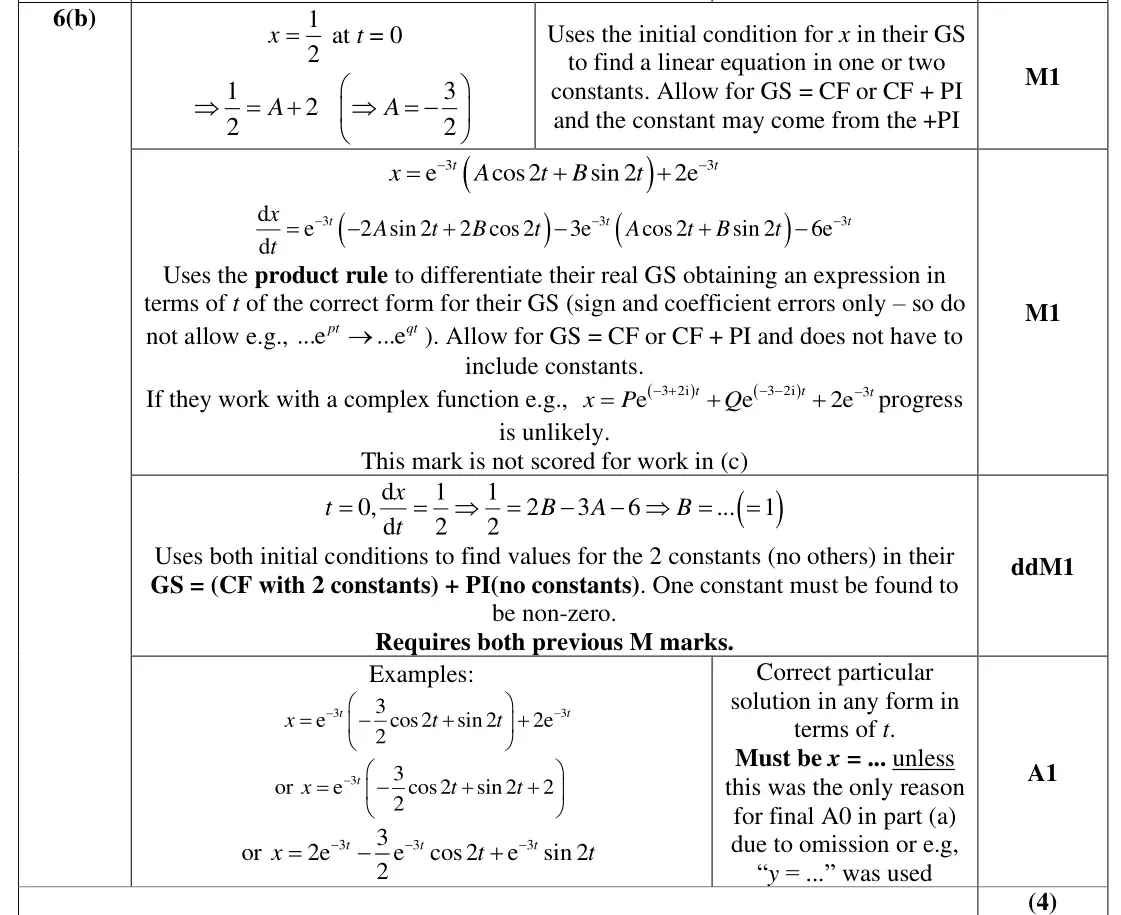 6(b)
x = 1/2 at t = 0
⇒ 1/2 = A + 2 (⇒ A = −3/2)
Uses the initial condition for x in their GS
to find a linear equation in one or two
constants. Allow for GS = CF or CF + PI
and the constant may come from the +PI
M1
x = e^(−3t) (A cos 2t + B sin 2t) + 2e^(−3t)
dx/dt = e^(−3t) (−2A sin 2t + 2B cos 2t) − 3e^(−3t) (A cos 2t + B sin 2t) − 6e^(−3t)
Uses the product rule to differentiate their real GS obtaining an expression in
terms of t of the correct form for their GS (sign and coefficient errors only – so do
not allow e.g., ...e^(pt) → ...e^(qt) ). Allow for GS = CF or CF + PI and does not have to
include constants.
If they work with a complex function e.g., x = Pe^((−3+2i)t) + Qe^((−3−2i)t) + 2e^(−3t) progress
is unlikely.
This mark is not scored for work in (c)
M1
t = 0, dx/dt = 1/2 ⇒ 1/2 = 2B − 3A − 6 ⇒ B = ...(= 1)
Uses both initial conditions to find values for the 2 constants (no others) in their
GS = (CF with 2 constants) + PI(no constants). One constant must be found to
be non-zero.
Requires both previous M marks.
ddM1
Examples:
x = e^(−3t) (−3/2 cos 2t + sin 2t) + 2e^(−3t)
or x = e^(−3t) (−3/2 cos 2t + sin 2t + 2)
or x = 2e^(−3t) − 3/2 e^(−3t) cos 2t + e^(−3t) sin 2t
Correct particular
solution in any form in
terms of t.
Must be x = ... unless
this was the only reason
for final A0 in part (a)
due to omission or e.g,
“y = ...” was used
A1
(4)